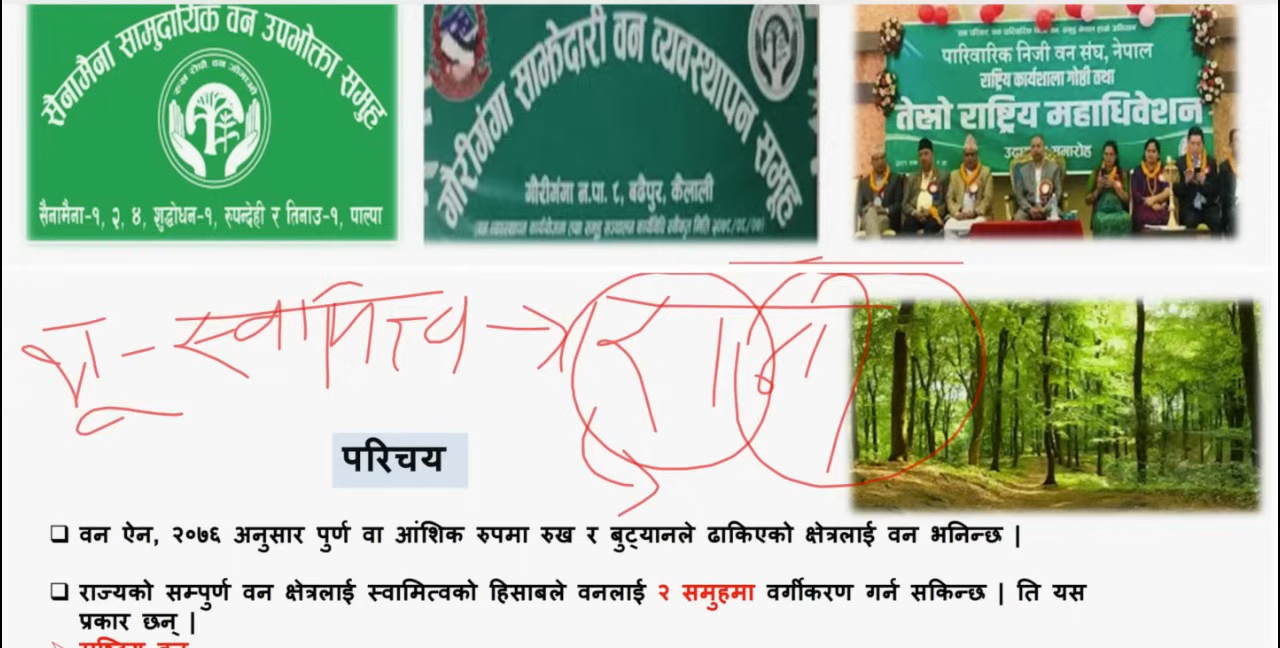 सैनामैना सामुदायिक वन उपभोक्ता समुह
सैनामैना-१, २, ४, शुद्धोधन-१, रुपन्देही र तिनाउ-१, पाल्पा
गौरीगंगा साझेदारी वन व्यवस्थापन समुह
गौरीगंगा न.पा. ८, बढेपुर, कैलाली
पारिवारिक निजी वन संघ, नेपाल
राष्ट्रिय कार्यशाला गोष्ठी तथा
तेस्रो राष्ट्रिय महाधिवेशन
भू-स्वामित्व →
परिचय
❑ वन ऐन, २०७६ अनुसार पुर्ण वा आंशिक रुपमा रुख र बुट्यानले ढाकिएको क्षेत्रलाई वन भनिन्छ |
❑ राज्यको सम्पुर्ण वन क्षेत्रलाई स्वामित्वको हिसाबले वनलाई २ समुहमा वर्गीकरण गर्न सकिन्छ | ति यस
प्रकार छन् |